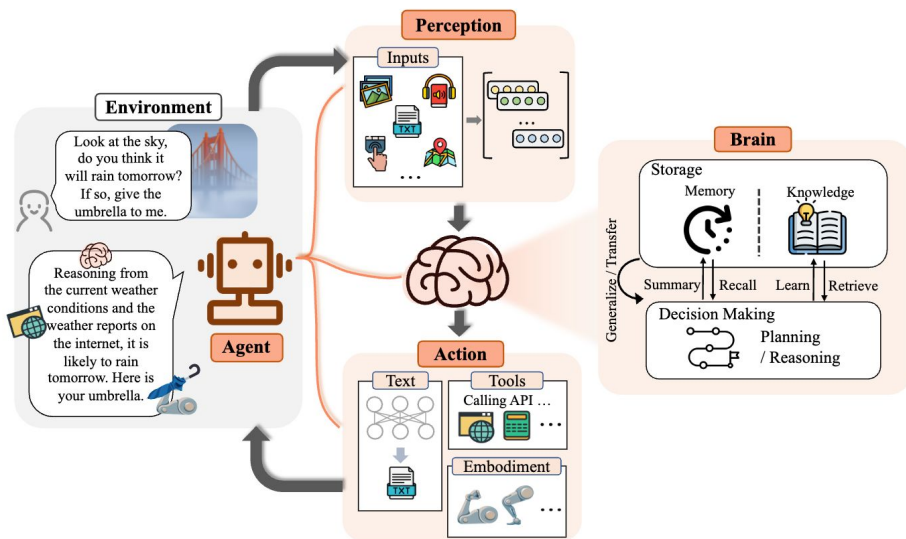 Perception
Inputs
TXT
...
...
Environment
Look at the sky,
do you think it
will rain tomorrow?
If so, give the
umbrella to me.
Reasoning from
the current weather
conditions and the
weather reports on
the internet, it is
likely to rain
tomorrow. Here is
your umbrella.
Agent
Action
Text
TXT
Tools
Calling API ...
...
Embodiment
...
Brain
Storage
Memory
Knowledge
Generalize / Transfer
Summary
Recall
Learn
Retrieve
Decision Making
Planning
/ Reasoning